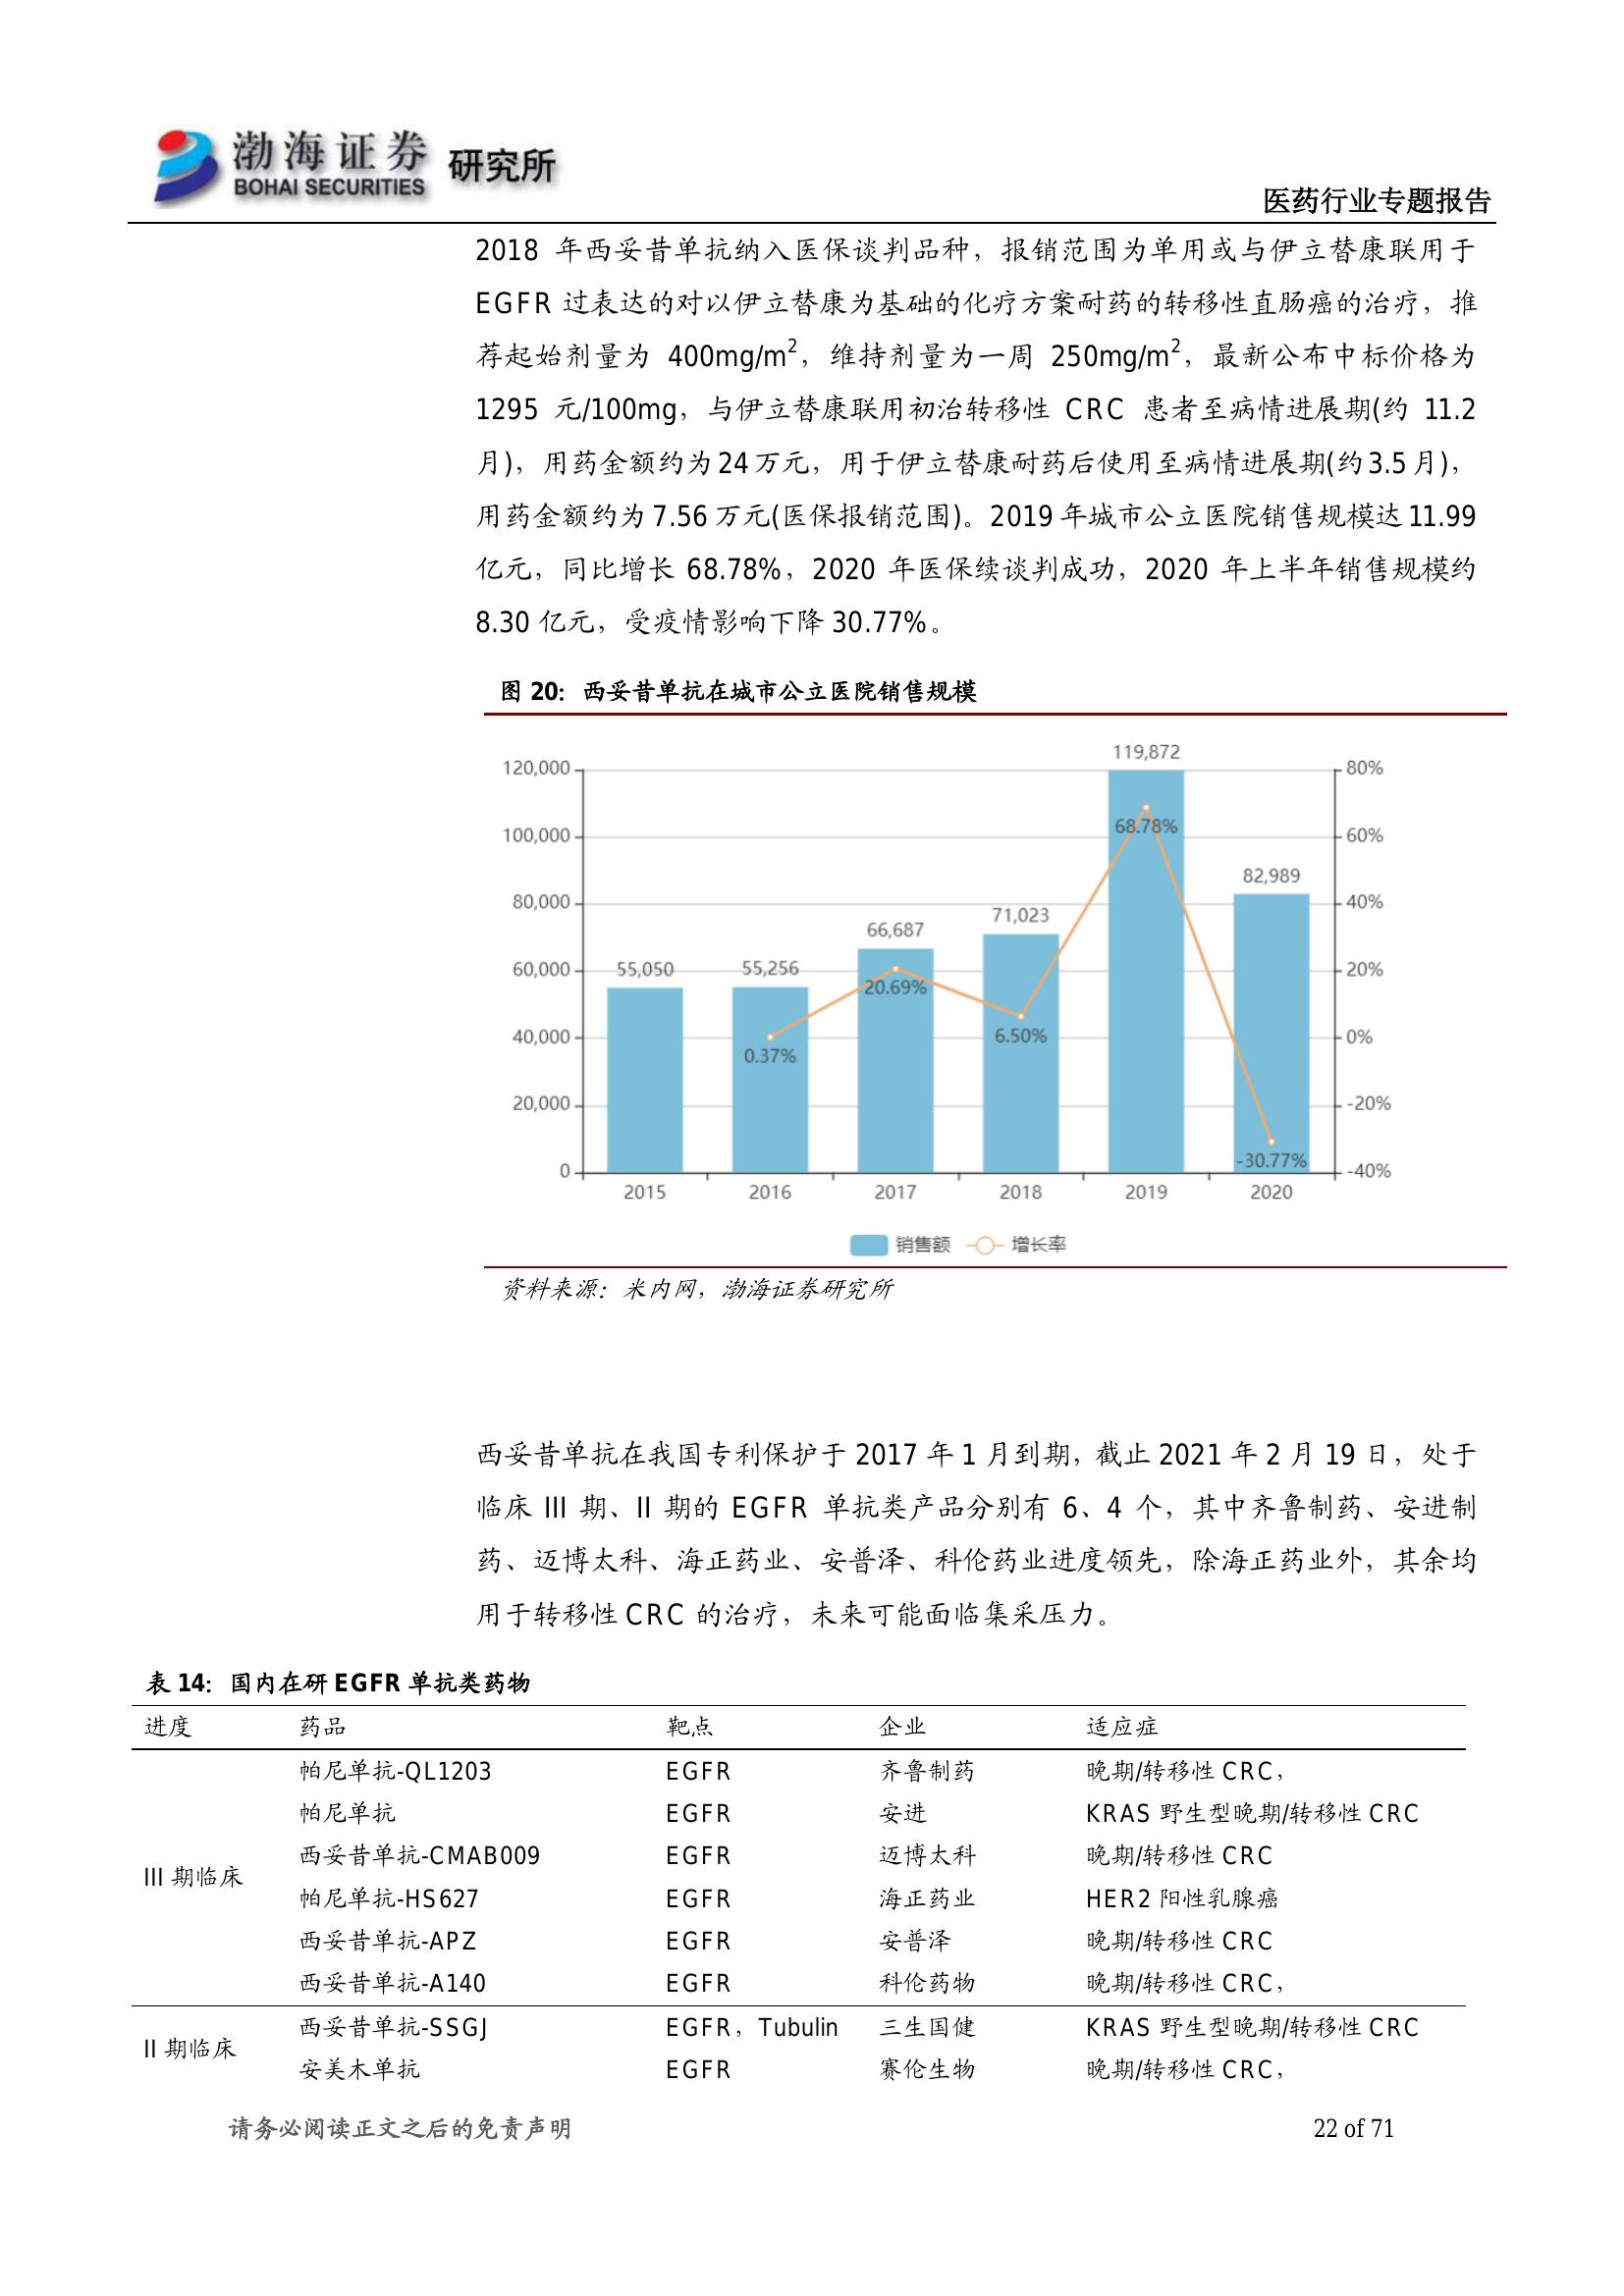 渤海证券 研究所
BOHAI SECURITIES
医药行业专题报告
2018 年西妥昔单抗纳入医保谈判品种，报销范围为单用或与伊立替康联用于
EGFR 过表达的对以伊立替康为基础的化疗方案耐药的转移性直肠癌的治疗，推
荐起始剂量为 400mg/m²，维持剂量为一周 250mg/m²，最新公布中标价格为
1295 元/100mg，与伊立替康联用初治转移性 CRC 患者至病情进展期(约 11.2
月)，用药金额约为 24 万元，用于伊立替康耐药后使用至病情进展期(约 3.5 月)，
用药金额约为 7.56 万元(医保报销范围)。2019 年城市公立医院销售规模达 11.99
亿元，同比增长 68.78%，2020 年医保续谈判成功，2020 年上半年销售规模约
8.30 亿元，受疫情影响下降 30.77%。
图 20：西妥昔单抗在城市公立医院销售规模
119,872
120,000 80%
68.78%
100,000 60%
82,989
80,000 40%
71,023
66,687
55,050 55,256
60,000 20%
20.69%
40,000 0%
6.50%
0.37%
20,000 -20%
-30.77%
0 -40%
2015 2016 2017 2018 2019 2020
销售额 增长率
资料来源：米内网，渤海证券研究所
西妥昔单抗在我国专利保护于 2017 年 1 月到期，截止 2021 年 2 月 19 日，处于
临床 III 期、II 期的 EGFR 单抗类产品分别有 6、4 个，其中齐鲁制药、安进制
药、迈博太科、海正药业、安普泽、科伦药业进度领先，除海正药业外，其余均
用于转移性 CRC 的治疗，未来可能面临集采压力。
表 14：国内在研 EGFR 单抗类药物
进度 药品 靶点 企业 适应症
帕尼单抗-QL1203 EGFR 齐鲁制药 晚期/转移性 CRC，
帕尼单抗 EGFR 安进 KRAS 野生型晚期/转移性 CRC
西妥昔单抗-CMAB009 EGFR 迈博太科 晚期/转移性 CRC
III 期临床
帕尼单抗-HS627 EGFR 海正药业 HER2 阳性乳腺癌
西妥昔单抗-APZ EGFR 安普泽 晚期/转移性 CRC
西妥昔单抗-A140 EGFR 科伦药物 晚期/转移性 CRC，
西妥昔单抗-SSGJ EGFR，Tubulin 三生国健 KRAS 野生型晚期/转移性 CRC
II 期临床
安美木单抗 EGFR 赛伦生物 晚期/转移性 CRC，
请务必阅读正文之后的免责声明 22 of 71